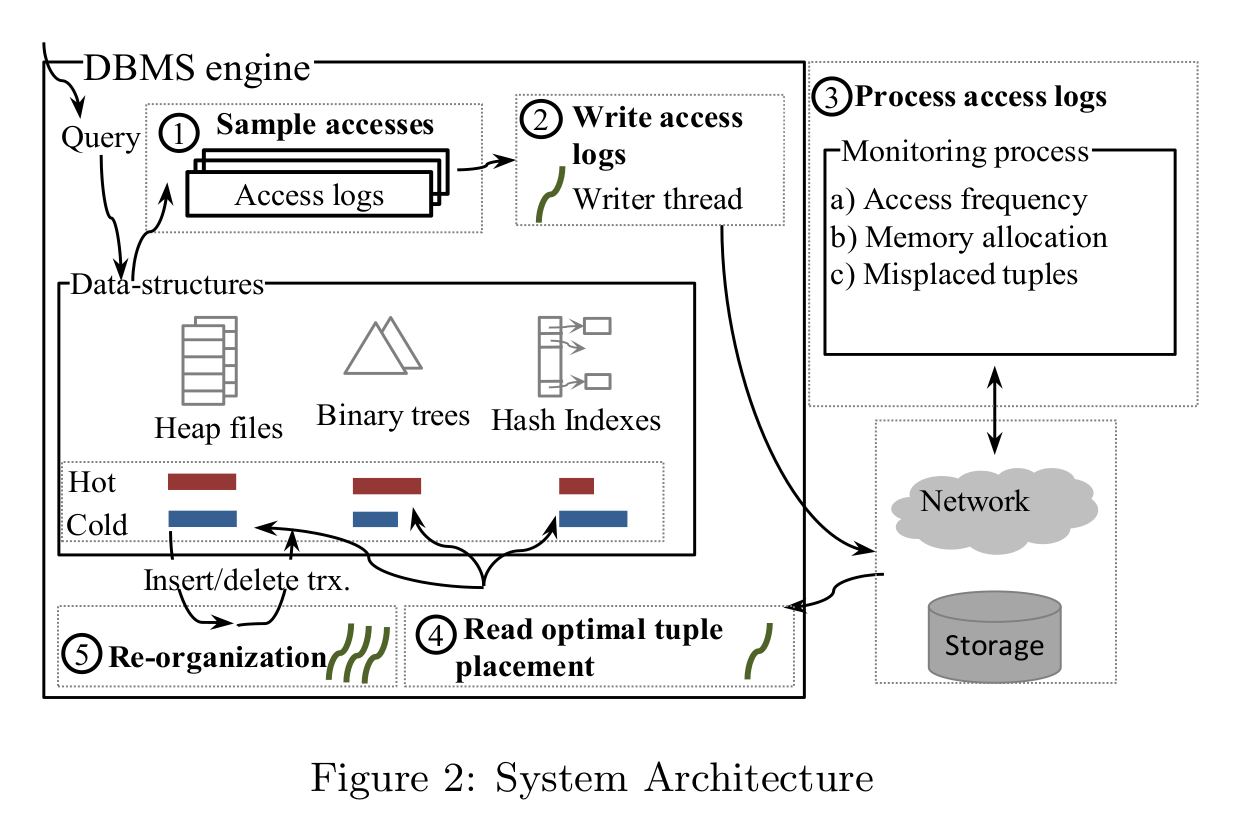 DBMS engine
Query
1 Sample accesses
Access logs
2 Write access
logs
Writer thread
3 Process access logs
Monitoring process
a) Access frequency
b) Memory allocation
c) Misplaced tuples
Data-structures
Heap files
Binary trees
Hash Indexes
Hot
Cold
Insert/delete trx.
5 Re-organization
4 Read optimal tuple
placement
Network
Storage
Figure 2: System Architecture